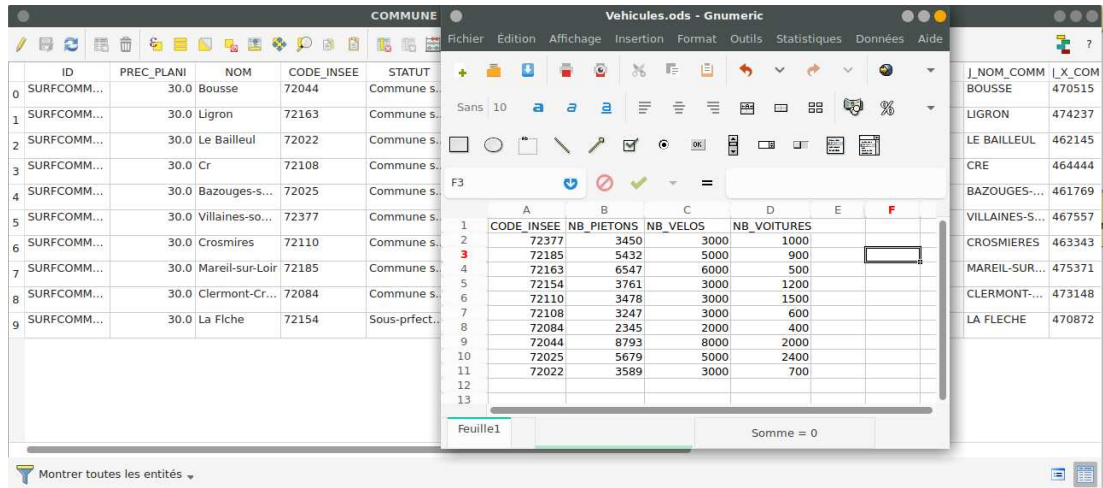 COMMUNE
Vehicules.ods - Gnumeric
Fichier Édition Affichage Insertion Format Outils Statistiques Données Aide
Sans 10 a a a %
OK
F3 =
ID PREC_PLANI NOM CODE_INSEE STATUT J_NOM_COMM I_X_COM
0 SURFCOMM... 30.0 Bousse 72044 Commune s... BOUSSE 470515
1 SURFCOMM... 30.0 Ligron 72163 Commune s... LIGRON 474237
2 SURFCOMM... 30.0 Le Bailleul 72022 Commune s... LE BAILLEUL 462145
3 SURFCOMM... 30.0 Cr 72108 Commune s... CRE 464444
4 SURFCOMM... 30.0 Bazouges-s... 72025 Commune s... BAZOUGES-... 461769
5 SURFCOMM... 30.0 Villaines-so... 72377 Commune s... VILLAINES-S... 467557
6 SURFCOMM... 30.0 Crosmires 72110 Commune s... CROSMIERES 463343
7 SURFCOMM... 30.0 Mareil-sur-Loir 72185 Commune s... MAREIL-SUR... 475371
8 SURFCOMM... 30.0 Clermont-Cr... 72084 Commune s... CLERMONT-... 473148
9 SURFCOMM... 30.0 La Flche 72154 Sous-prfect... LA FLECHE 470872
A B C D E F
1 CODE_INSEE NB_PIETONS NB_VELOS NB_VOITURES
2 72377 3450 3000 1000
3 72185 5432 5000 900
4 72163 6547 6000 500
5 72154 3761 3000 1200
6 72110 3478 3000 1500
7 72108 3247 3000 600
8 72084 2345 2000 400
9 72044 8793 8000 2000
10 72025 5679 5000 2400
11 72022 3589 3000 700
12
13
Feuille1
Somme = 0
Montrer toutes les entités
?